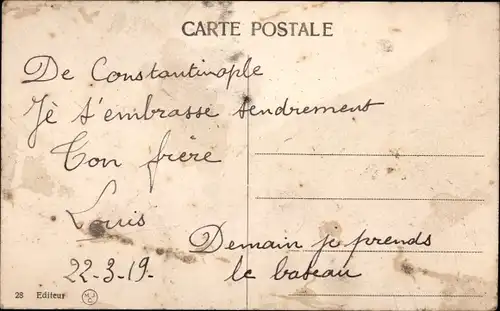 CARTE POSTALE
De Constantinople
Je t'embrasse tendrement
Ton frère
Louis
22-3-19.
Demain je prends
le bateau
28 Editeur